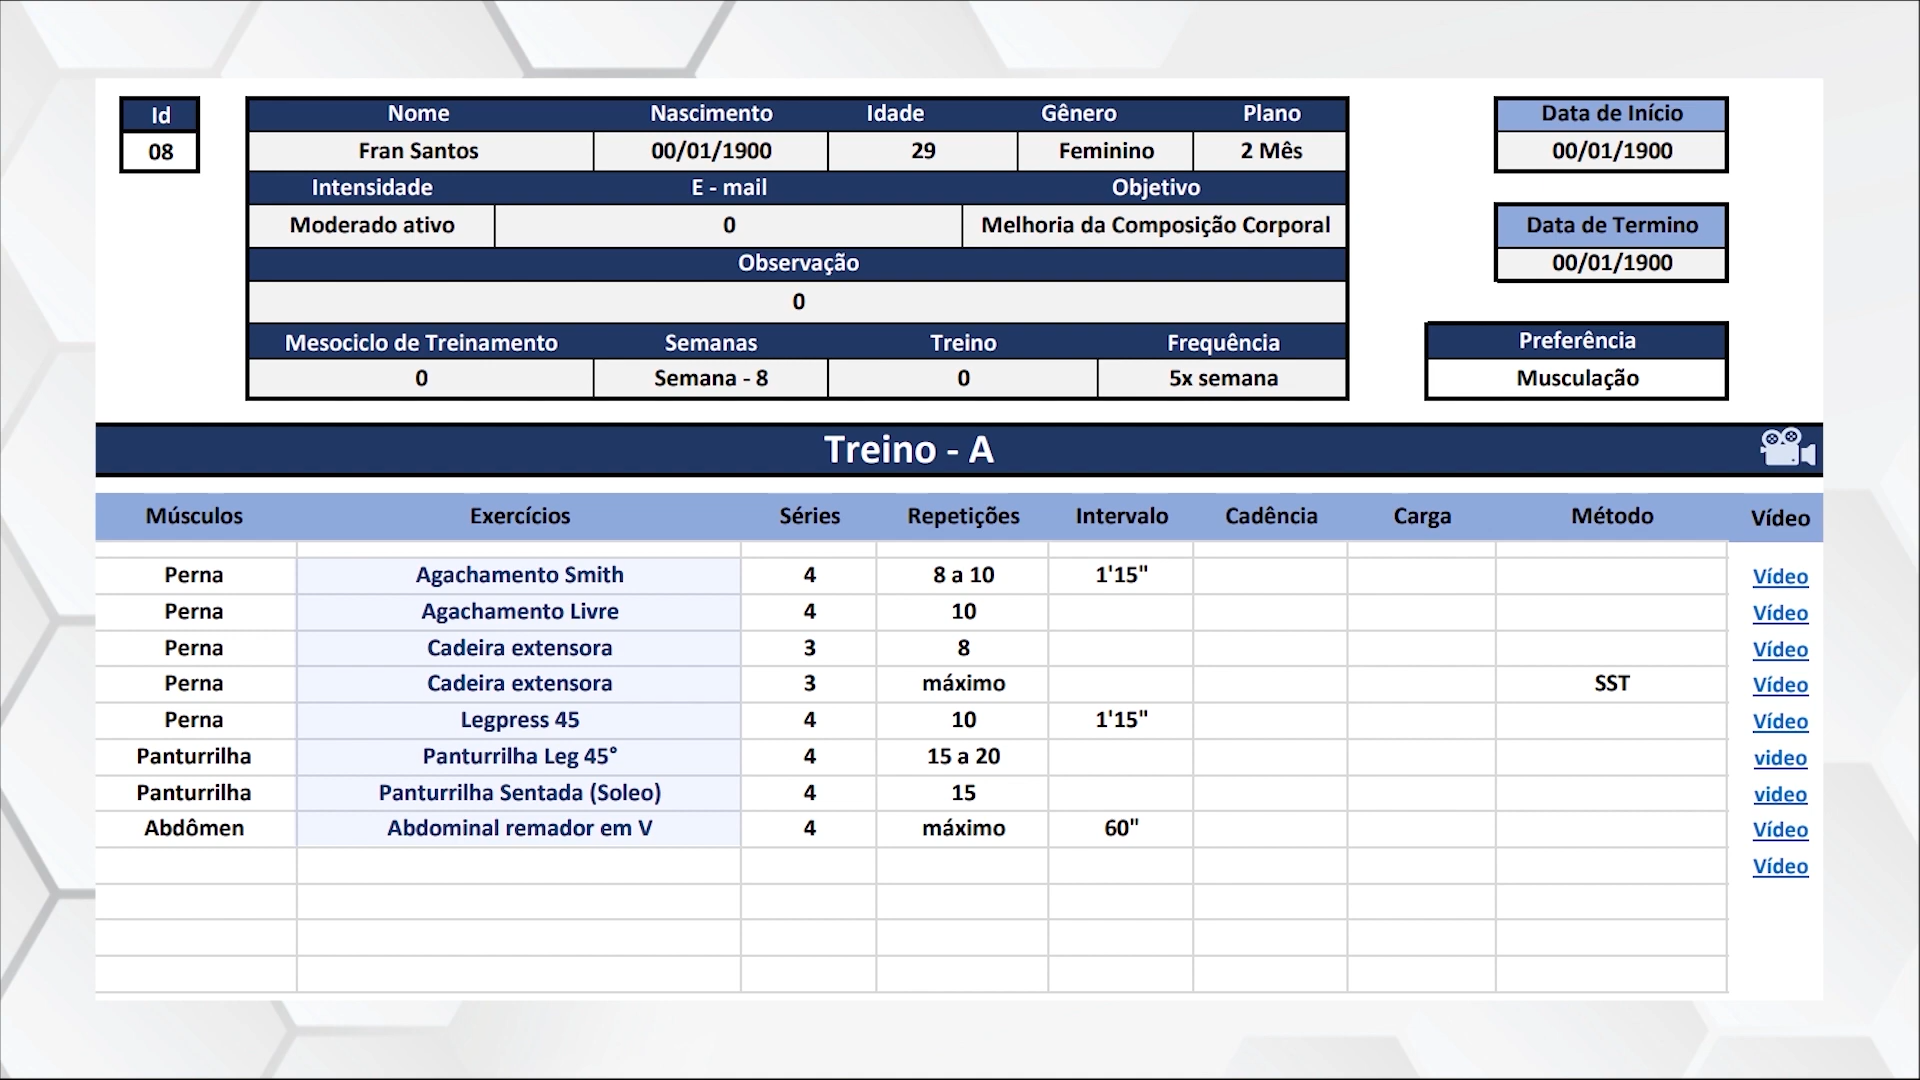 Id
08
Nome Nascimento Idade Gênero Plano
Fran Santos 00/01/1900 29 Feminino 2 Mês
Intensidade E - mail Objetivo
Moderado ativo 0 Melhoria da Composição Corporal
Observação
0
Mesociclo de Treinamento Semanas Treino Frequência
0 Semana - 8 0 5x semana
Data de Início
00/01/1900
Data de Termino
00/01/1900
Preferência
Musculação
Treino - A
Músculos Exercícios Séries Repetições Intervalo Cadência Carga Método Vídeo
Perna Agachamento Smith 4 8 a 10 1'15" Vídeo
Perna Agachamento Livre 4 10 Vídeo
Perna Cadeira extensora 3 8 Vídeo
Perna Cadeira extensora 3 máximo SST Vídeo
Perna Legpress 45 4 10 1'15" Vídeo
Panturrilha Panturrilha Leg 45° 4 15 a 20 video
Panturrilha Panturrilha Sentada (Soleo) 4 15 video
Abdômen Abdominal remador em V 4 máximo 60" Vídeo
Vídeo